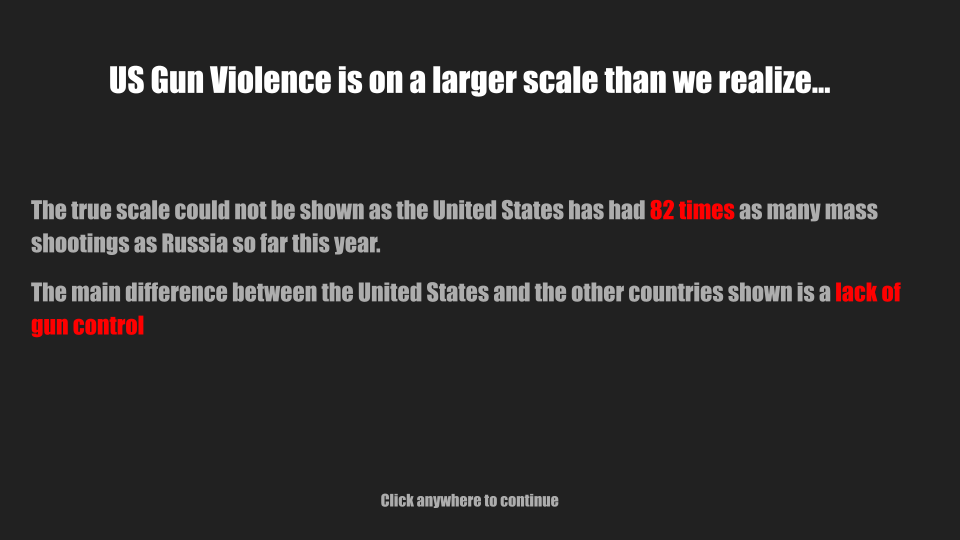 US Gun Violence is on a larger scale than we realize...
The true scale could not be shown as the United States has had 82 times as many mass
shootings as Russia so far this year.
The main difference between the United States and the other countries shown is a lack of
gun control
Click anywhere to continue